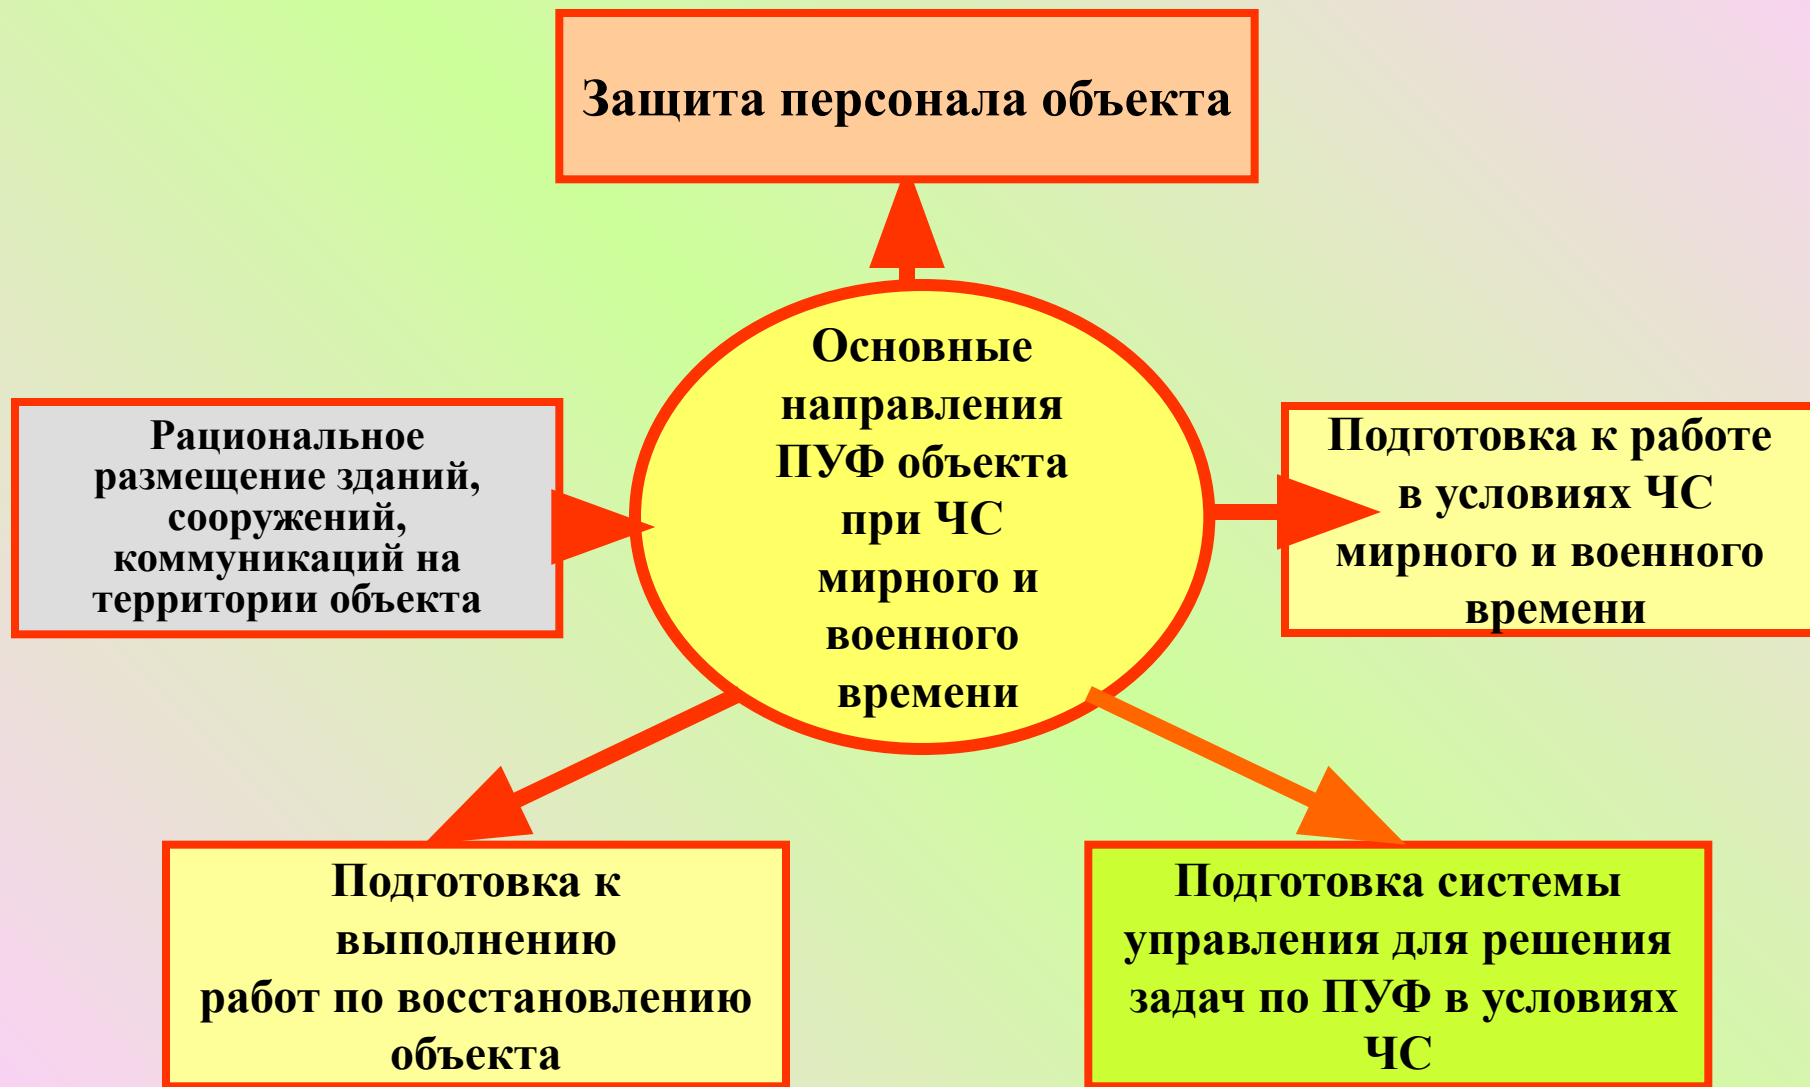 Защита персонала объекта
Основные
направления
ПУФ объекта
при ЧС
мирного и
военного
времени
Рациональное
размещение зданий,
сооружений,
коммуникаций на
территории объекта
Подготовка к работе
в условиях ЧС
мирного и военного
времени
Подготовка к
выполнению
работ по восстановлению
объекта
Подготовка системы
управления для решения
задач по ПУФ в условиях
ЧС